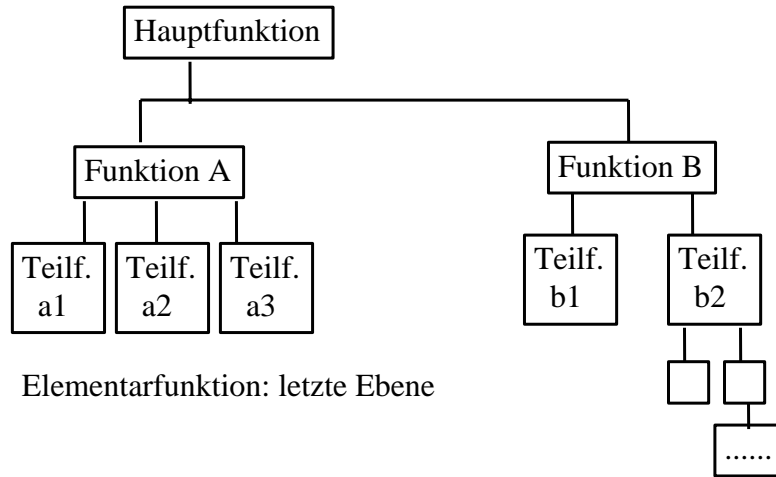 Hauptfunktion
Funktion A
Funktion B
Teilf.
a1
Teilf.
a2
Teilf.
a3
Teilf.
b1
Teilf.
b2
Elementarfunktion: letzte Ebene
......